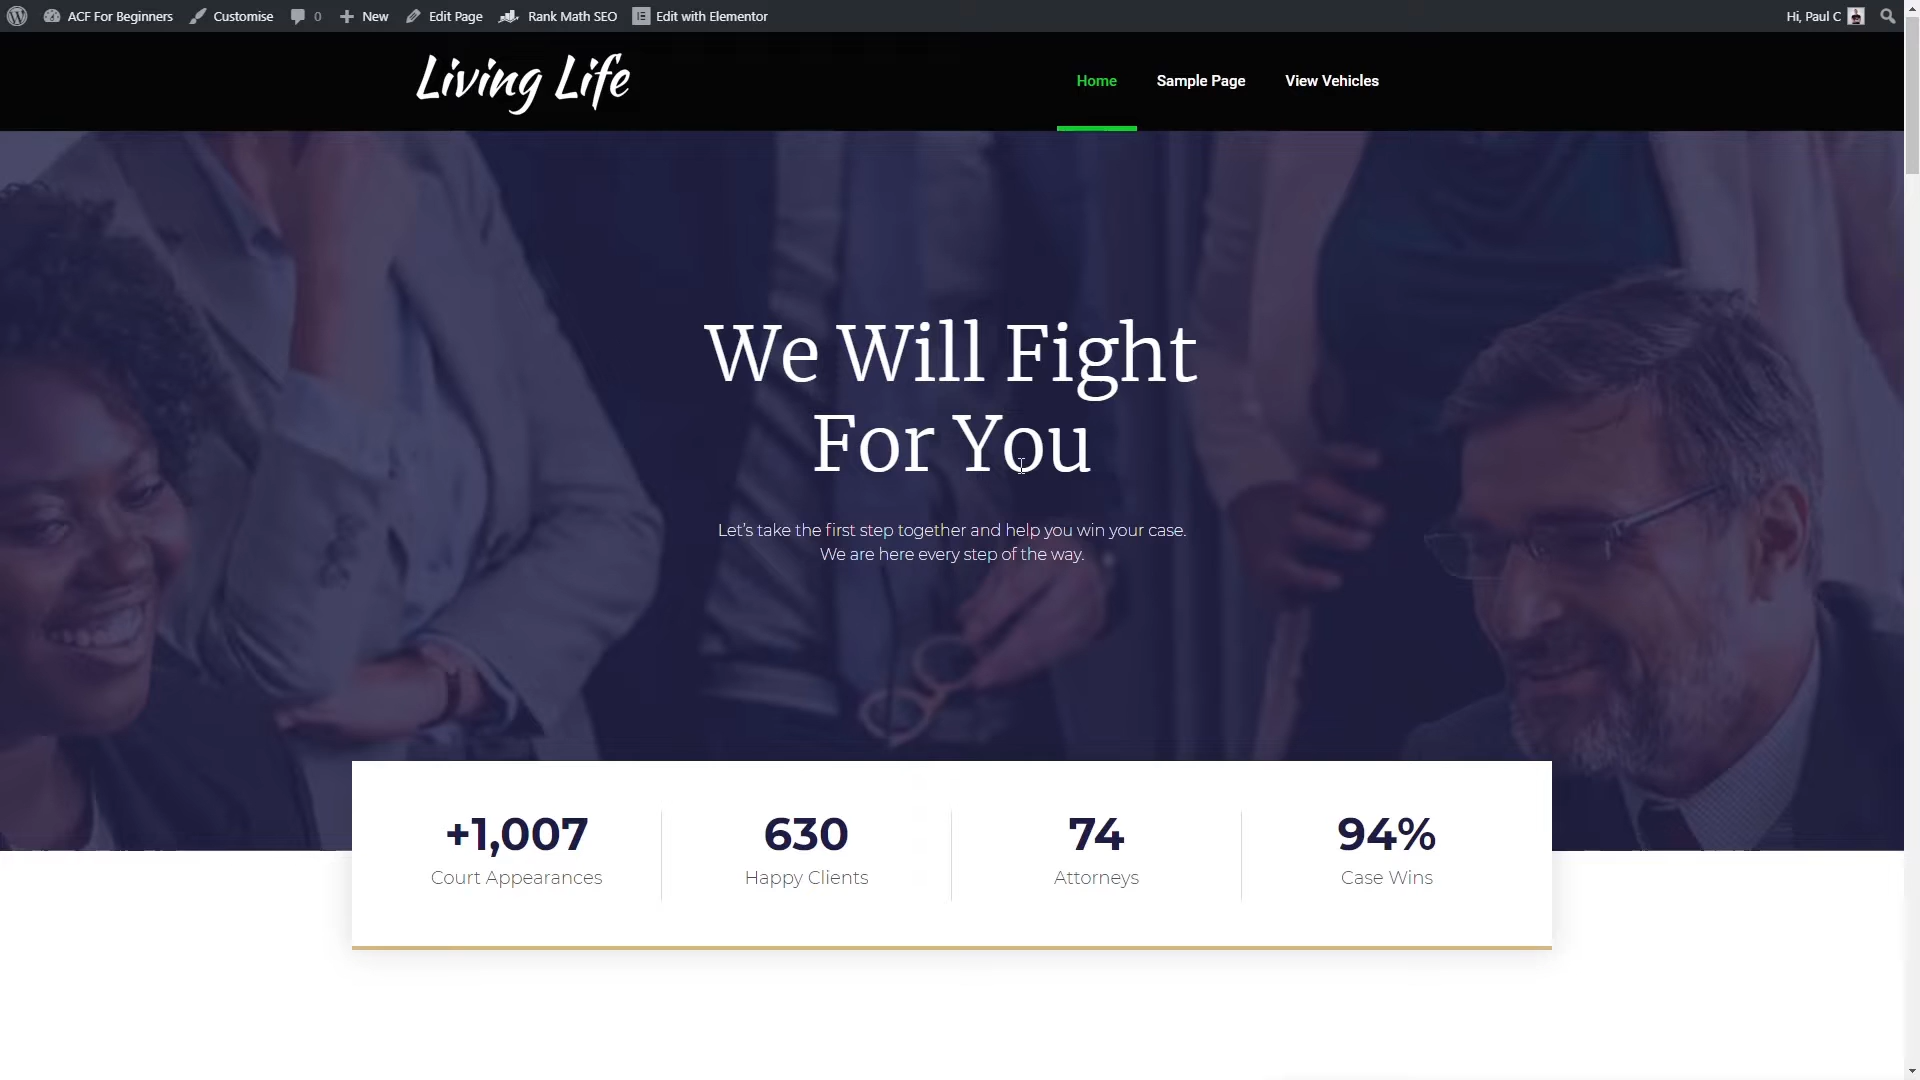 ACF For Beginners Customise 0 New Edit Page Rank Math SEO Edit with Elementor Hi, Paul C
Living Life
Home Sample Page View Vehicles
We Will Fight
For You
Let's take the first step together and help you win your case.
We are here every step of the way.
+1,007 630 74 94%
Court Appearances Happy Clients Attorneys Case Wins